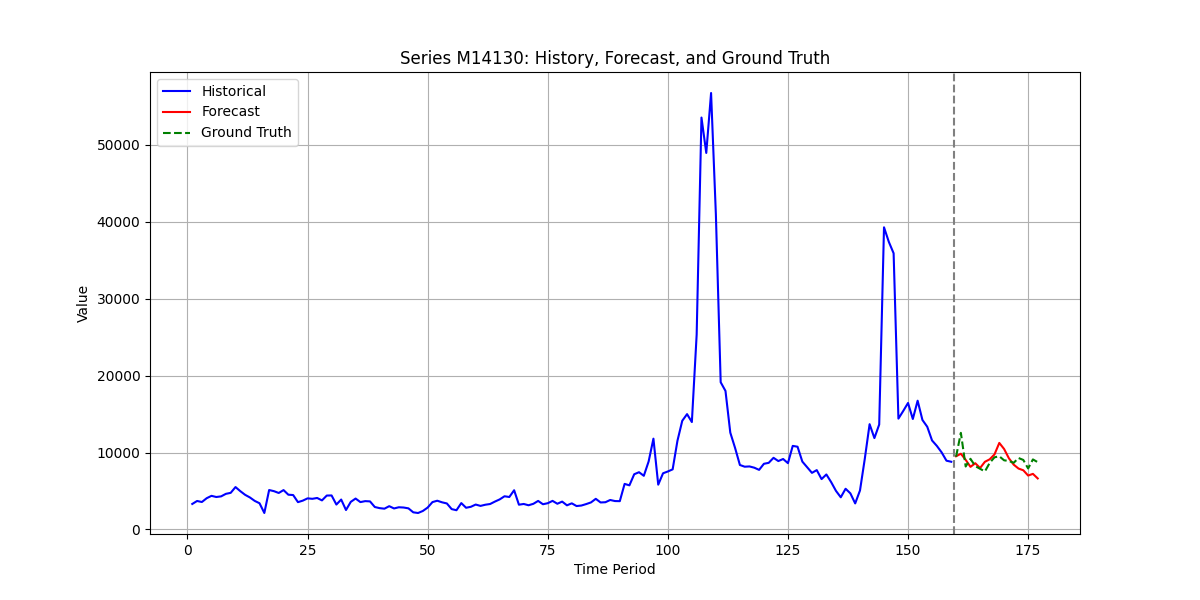 Series M14130: History, Forecast, and Ground Truth
Historical
Forecast
Ground Truth
50000
40000
30000
20000
10000
0
Value
0 25 50 75 100 125 150 175
Time Period